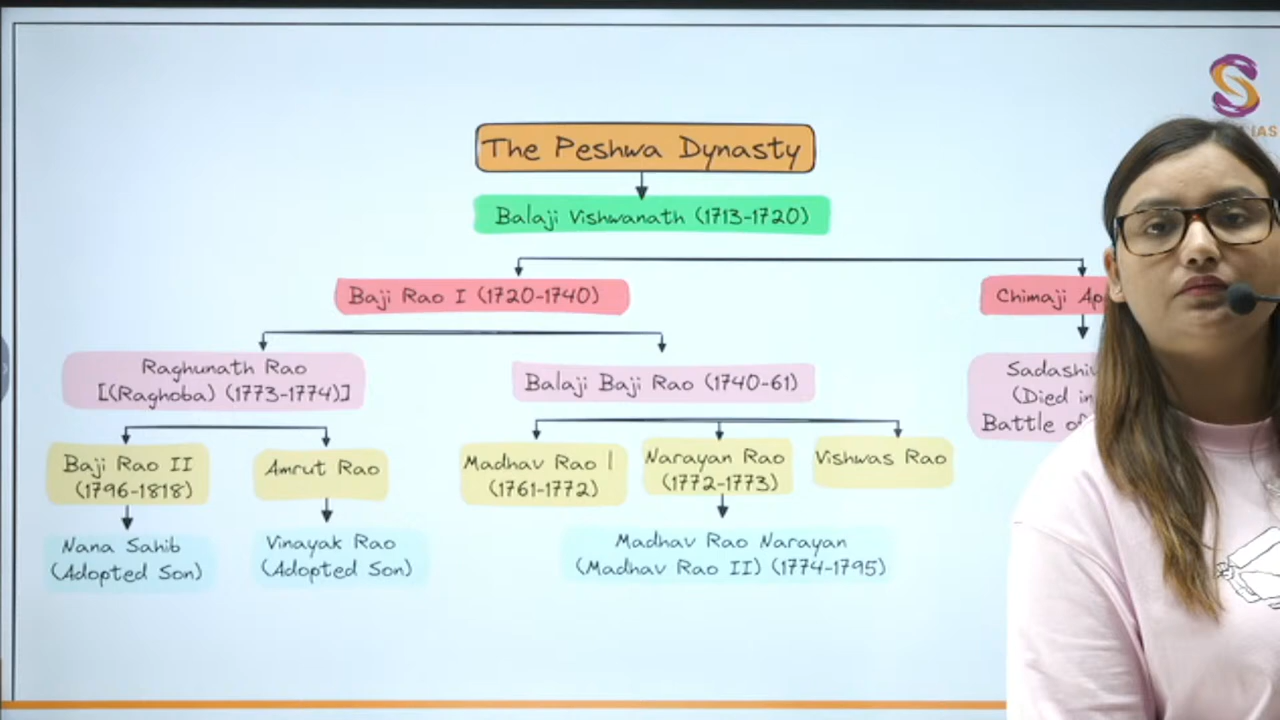 IAS
The Peshwa Dynasty
Balaji Vishwanath (1713-1720)
Baji Rao I (1720-1740)
Chimaji
Raghunath Rao
[(Raghoba) (1773-1774)]
Balaji Baji Rao (1740-61)
(Died in
Battle of
Baji Rao II
(1796-1818)
Amrut Rao
Madhav Rao I
(1761-1772)
Narayan Rao
(1772-1773)
Vishwas Rao
Nana Sahib
(Adopted Son)
Vinayak Rao
(Adopted Son)
Madhav Rao Narayan
(Madhav Rao II) (1774-1795)